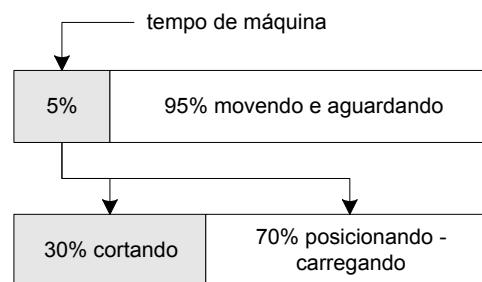 tempo de máquina
5%
95% movendo e aguardando
30% cortando
70% posicionando -
carregando